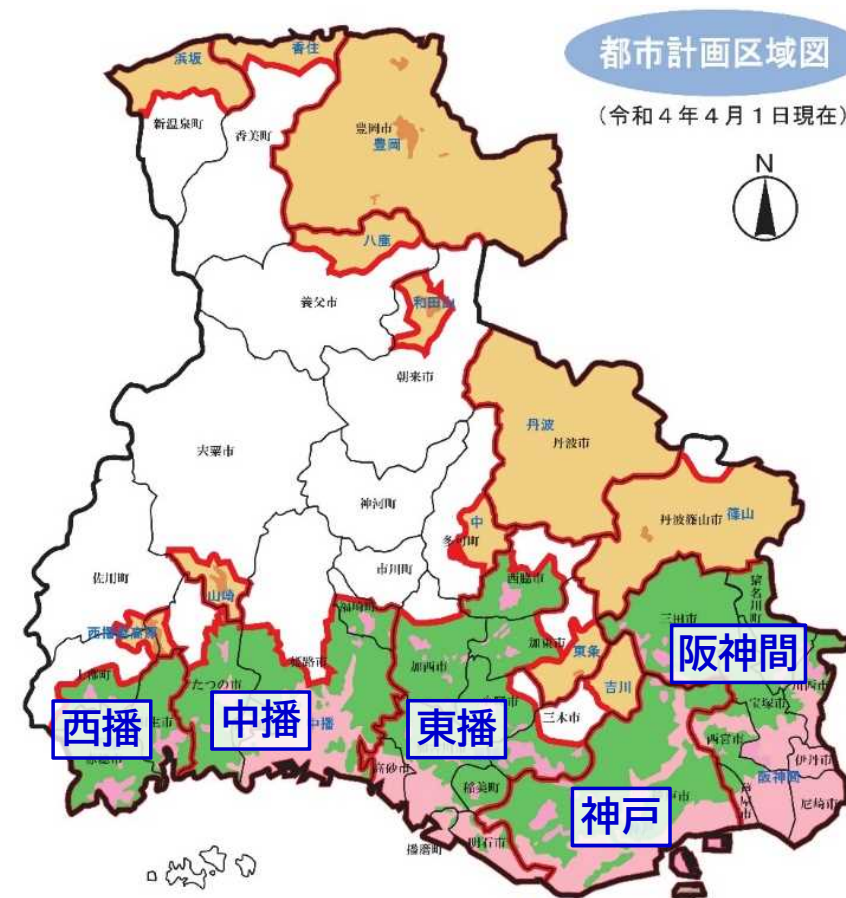 都市計画区域図
(令和4年4月1日現在)
N
浜坂
香住
新温泉町
香美町
豊岡市
豊岡
八鹿
養父市
和田山
朝来市
丹波
丹波市
宍粟市
神河町
中
多可町
丹波篠山市
篠山
佐用町
市川町
西脇市
山崎
福崎町
猪名川町
三田市
上郡町
姫路市
加東市
東条
加西市
たつの市
吉川
阪神間
川西市
三木市
宝塚市
西播
中播
東播
中播
西宮市
伊丹市
阪神間
高砂市
稲美町
神戸
尼崎市
播磨町
明石市